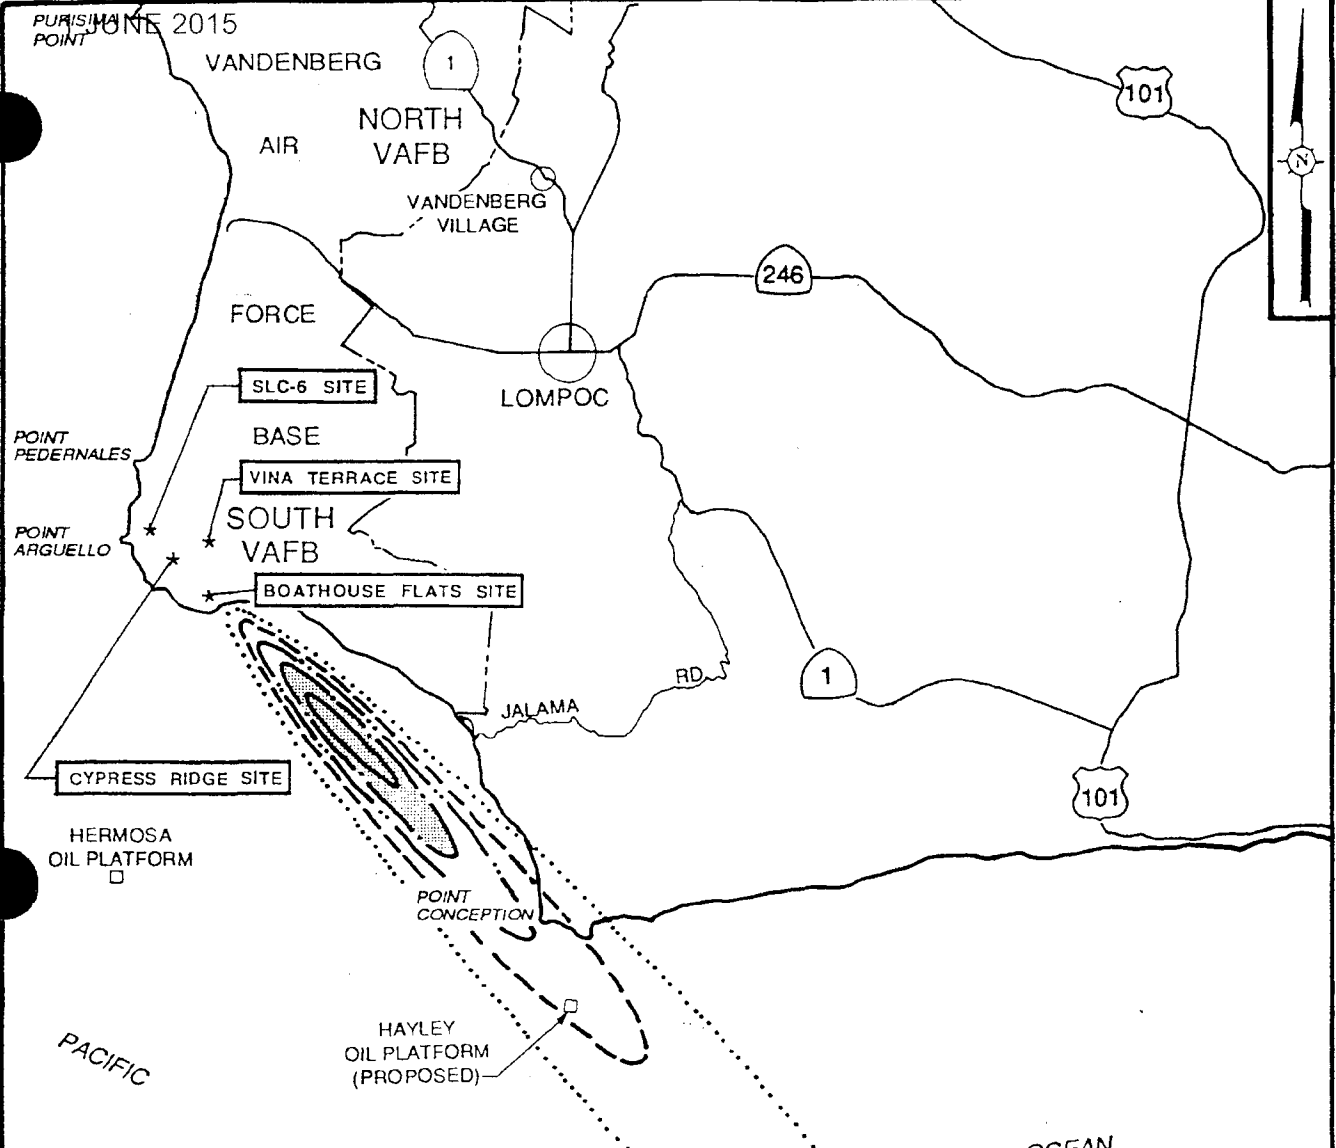 PURISIMA
POINT
1 JUNE 2015
VANDENBERG
1
101
NORTH
VAFB
AIR
N
VANDENBERG
VILLAGE
246
FORCE
SLC-6 SITE
LOMPOC
POINT
PEDERNALES
BASE
VINA TERRACE SITE
SOUTH
VAFB
POINT
ARGUELLO
BOATHOUSE FLATS SITE
RD
1
JALAMA
CYPRESS RIDGE SITE
101
HERMOSA
OIL PLATFORM
POINT
CONCEPTION
HAYLEY
OIL PLATFORM
(PROPOSED)
PACIFIC
OCEAN